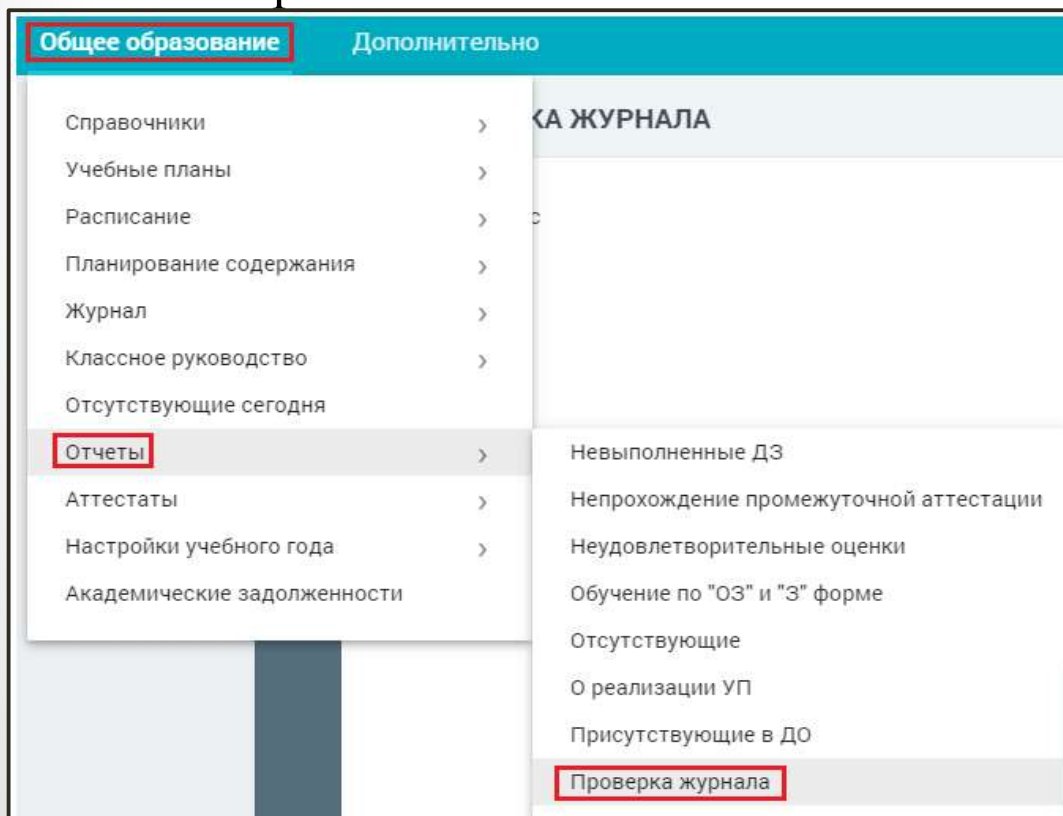 Общее образование Дополнительно
КА ЖУРНАЛА
Справочники
Учебные планы
Расписание
с
Планирование содержания
Журнал
Классное руководство
Отсутствующие сегодня
Отчеты
Аттестаты
Настройки учебного года
Академические задолженности
Невыполненные ДЗ
Непрохождение промежуточной аттестации
Неудовлетворительные оценки
Обучение по "ОЗ" и "З" форме
Отсутствующие
О реализации УП
Присутствующие в ДО
Проверка журнала